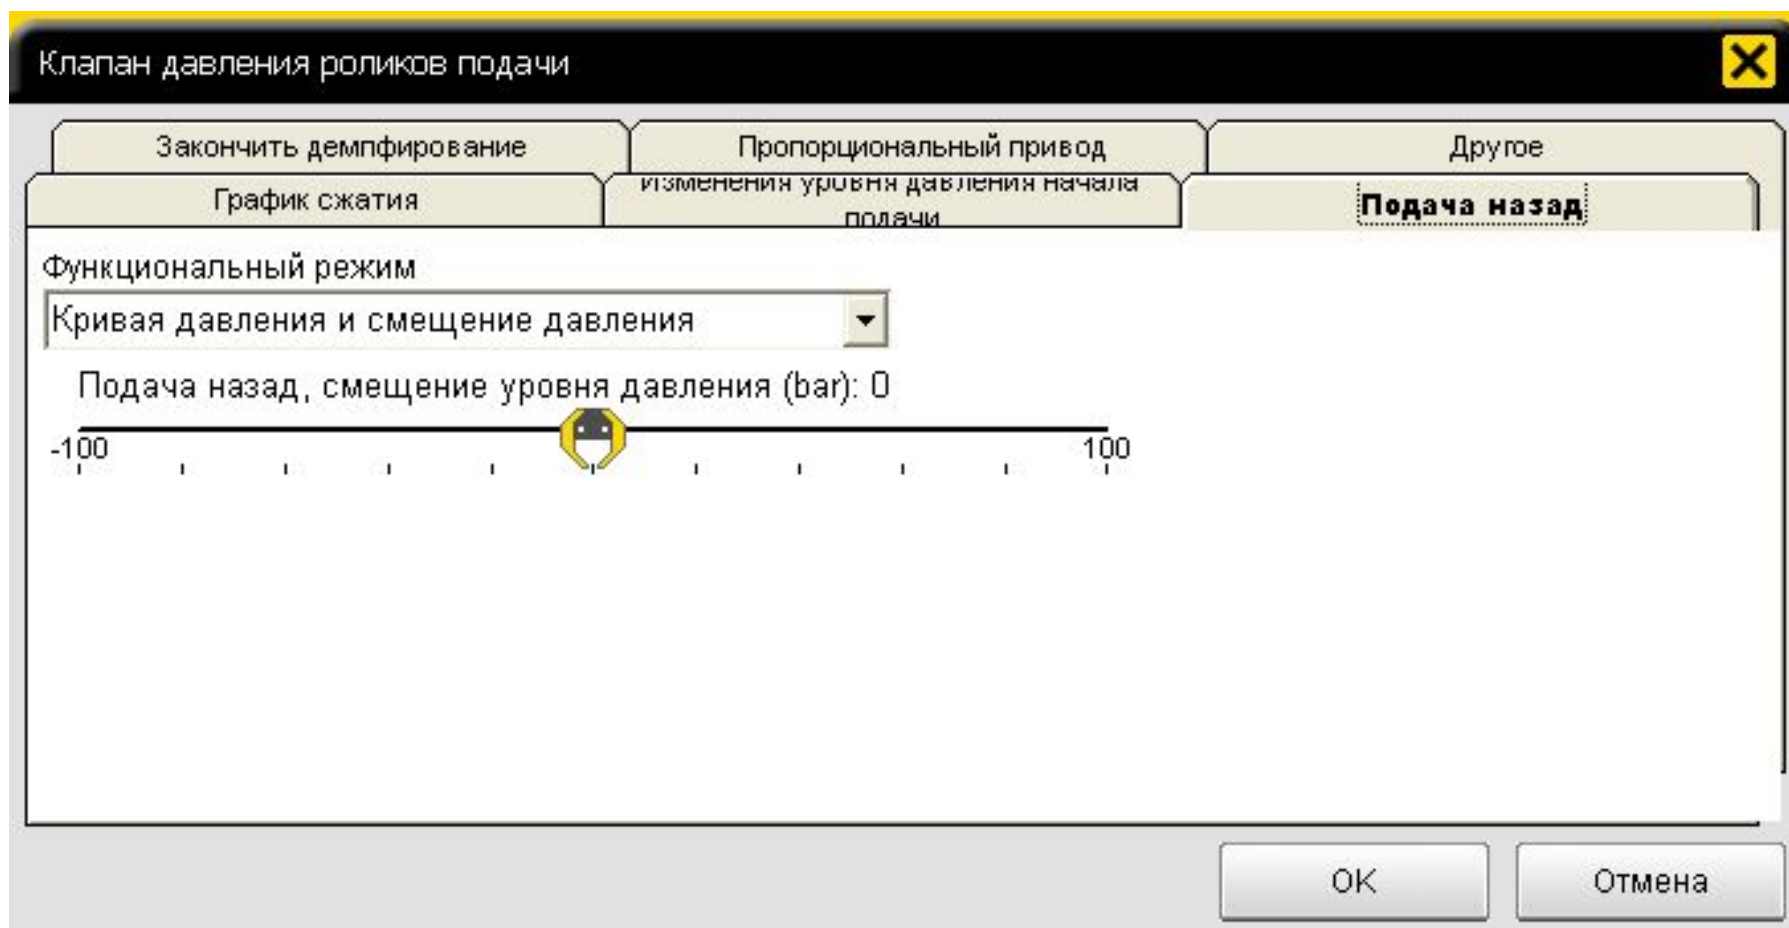 Клапан давления роликов подачи
Закончить демпфирование
Пропорциональный привод
Другое
График сжатия
Изменения уровня давления начала
подачи
Подача назад
Функциональный режим
Кривая давления и смещение давления
Подача назад, смещение уровня давления (bar): 0
-100
100
OK
Отмена